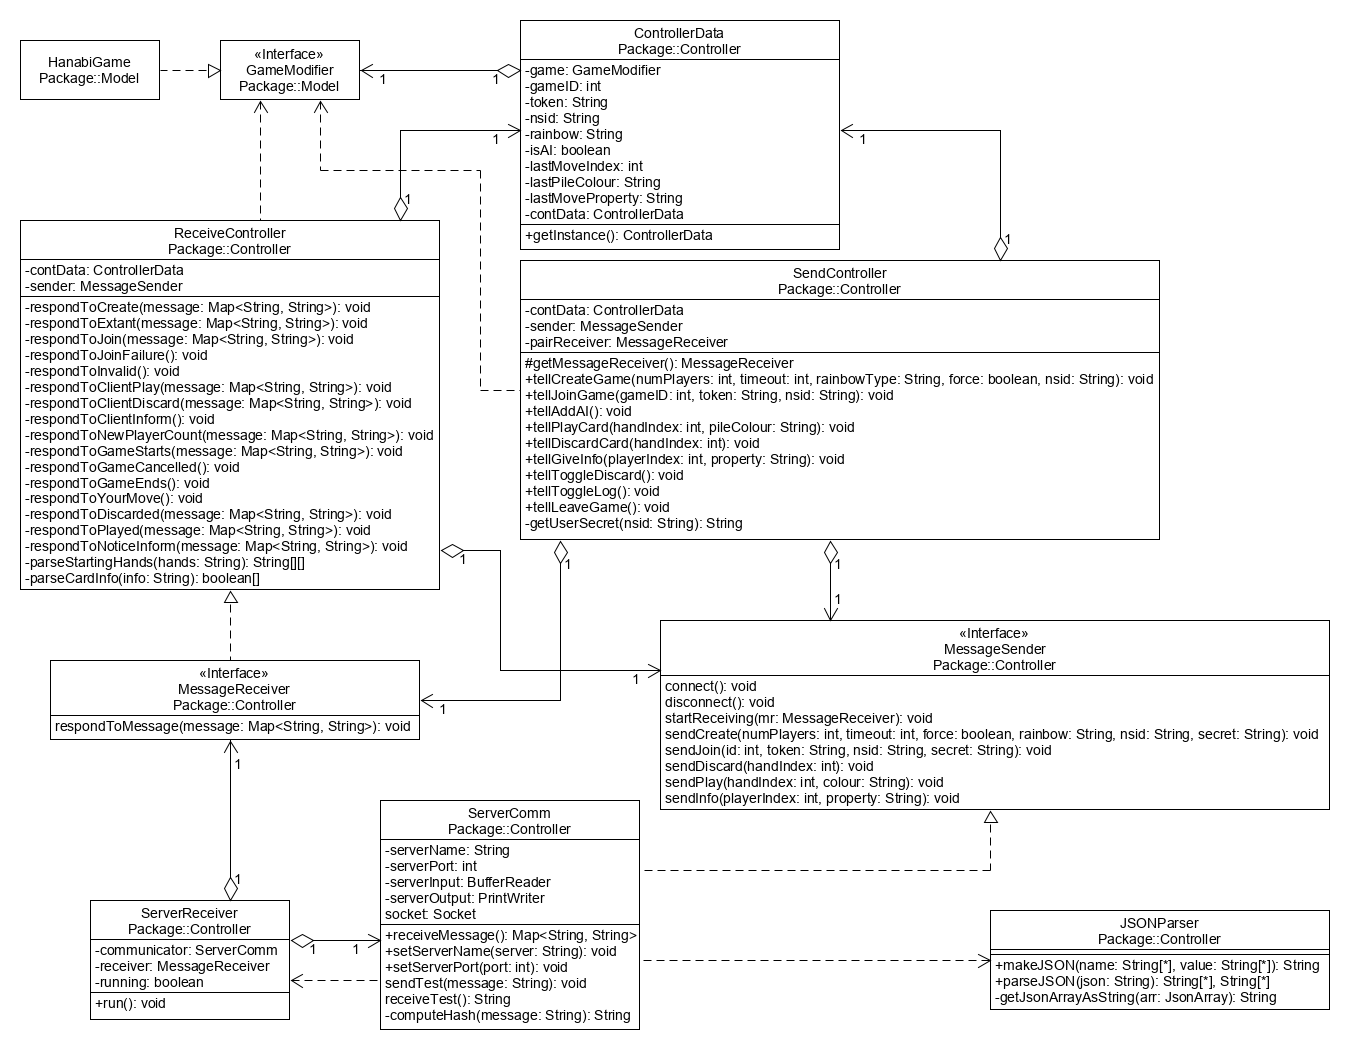 HanabiGame
Package::Model
«Interface»
GameModifier
Package::Model
1
1
ControllerData
Package::Controller
-game: GameModifier
-gameID: int
-token: String
-nsid: String
-rainbow: String
-isAI: boolean
-lastMoveIndex: int
-lastPileColour: String
-lastMoveProperty: String
-contData: ControllerData
+getInstance(): ControllerData
1
1
1
1
ReceiveController
Package::Controller
-contData: ControllerData
-sender: MessageSender
-respondToCreate(message: Map<String, String>): void
-respondToExtant(message: Map<String, String>): void
-respondToJoin(message: Map<String, String>): void
-respondToJoinFailure(): void
-respondToInvalid(): void
-respondToClientPlay(message: Map<String, String>): void
-respondToClientDiscard(message: Map<String, String>): void
-respondToClientInform(): void
-respondToNewPlayerCount(message: Map<String, String>): void
-respondToGameStarts(message: Map<String, String>): void
-respondToGameCancelled(): void
-respondToGameEnds(): void
-respondToYourMove(): void
-respondToDiscarded(message: Map<String, String>): void
-respondToPlayed(message: Map<String, String>): void
-respondToNoticeInform(message: Map<String, String>): void
-parseStartingHands(hands: String): String[][]
-parseCardInfo(info: String): boolean[]
SendController
Package::Controller
-contData: ControllerData
-sender: MessageSender
-pairReceiver: MessageReceiver
#getMessageReceiver(): MessageReceiver
+tellCreateGame(numPlayers: int, timeout: int, rainbowType: String, force: boolean, nsid: String): void
+tellJoinGame(gameID: int, token: String, nsid: String): void
+tellAddAI(): void
+tellPlayCard(handIndex: int, pileColour: String): void
+tellDiscardCard(handIndex: int): void
+tellGiveInfo(playerIndex: int, property: String): void
+tellToggleDiscard(): void
+tellToggleLog(): void
+tellLeaveGame(): void
-getUserSecret(nsid: String): String
1
1
1
1
1
1
«Interface»
MessageReceiver
Package::Controller
respondToMessage(message: Map<String, String>): void
«Interface»
MessageSender
Package::Controller
connect(): void
disconnect(): void
startReceiving(mr: MessageReceiver): void
sendCreate(numPlayers: int, timeout: int, force: boolean, rainbow: String, nsid: String, secret: String): void
sendJoin(id: int, token: String, nsid: String, secret: String): void
sendDiscard(handIndex: int): void
sendPlay(handIndex: int, colour: String): void
sendInfo(playerIndex: int, property: String): void
1
1
ServerReceiver
Package::Controller
-communicator: ServerComm
-receiver: MessageReceiver
-running: boolean
+run(): void
1
1
ServerComm
Package::Controller
-serverName: String
-serverPort: int
-serverInput: BufferReader
-serverOutput: PrintWriter
socket: Socket
+receiveMessage(): Map<String, String>
+setServerName(server: String): void
+setServerPort(port: int): void
sendTest(message: String): void
receiveTest(): String
-computeHash(message: String): String
JSONParser
Package::Controller
+makeJSON(name: String[*], value: String[*]): String
+parseJSON(json: String): String[*], String[*]
-getJsonArrayAsString(arr: JsonArray): String